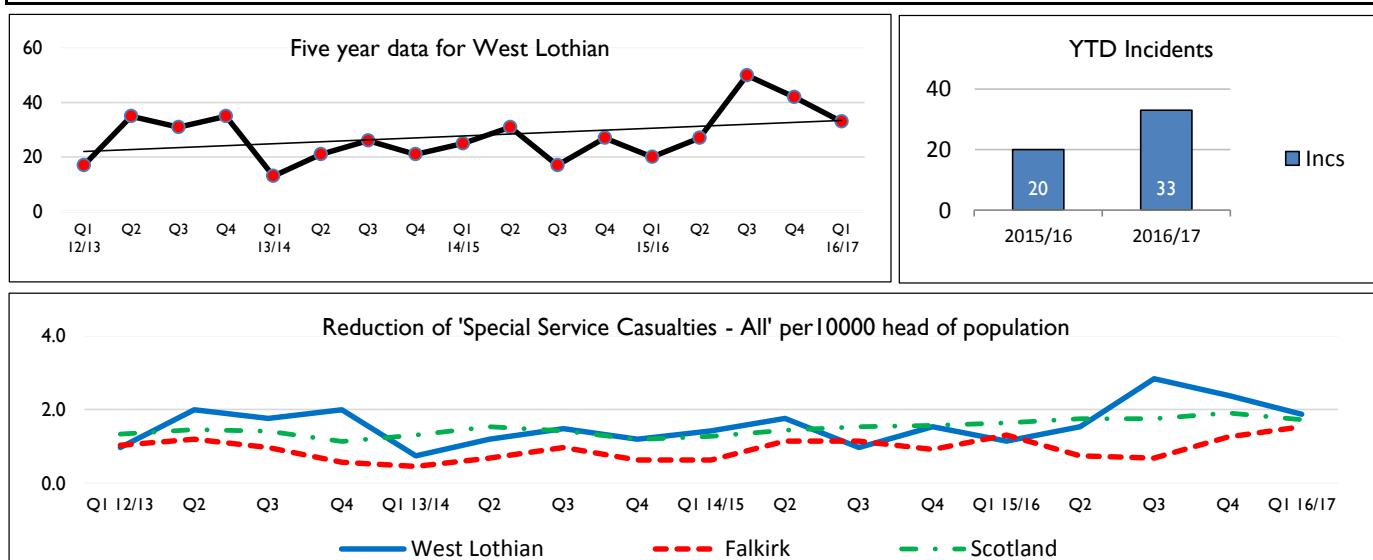 Five year data for West Lothian
60
40
20
0
Q1 Q2 Q3 Q4 Q1 Q2 Q3 Q4 Q1 Q2 Q3 Q4 Q1 Q2 Q3 Q4 Q1
12/13 13/14 14/15 15/16 16/17
YTD Incidents
40
20
0
20
33
2015/16 2016/17
Incs
Reduction of 'Special Service Casualties - All' per10000 head of population
4.0
2.0
0.0
Q1 12/13 Q2 Q3 Q4 Q1 13/14 Q2 Q3 Q4 Q1 14/15 Q2 Q3 Q4 Q1 15/16 Q2 Q3 Q4 Q1 16/17
West Lothian Falkirk Scotland